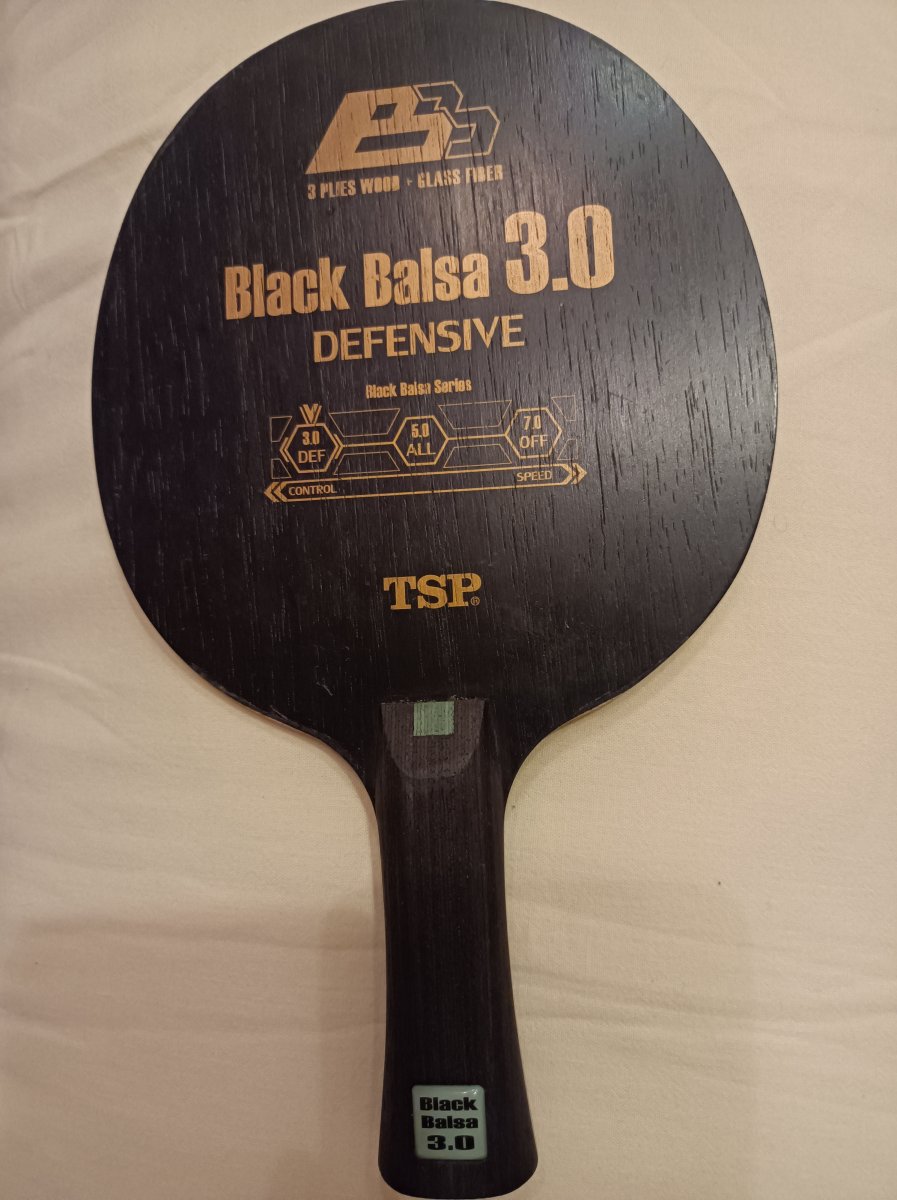 B3
3 PLIES WOOD + GLASS FIBER
Black Balsa 3.0
DEFENSIVE
Black Balsa Series
3.0 DEF
5.0 ALL
7.0 OFF
CONTROL
SPEED
TSP®
Black
Balsa
3.0